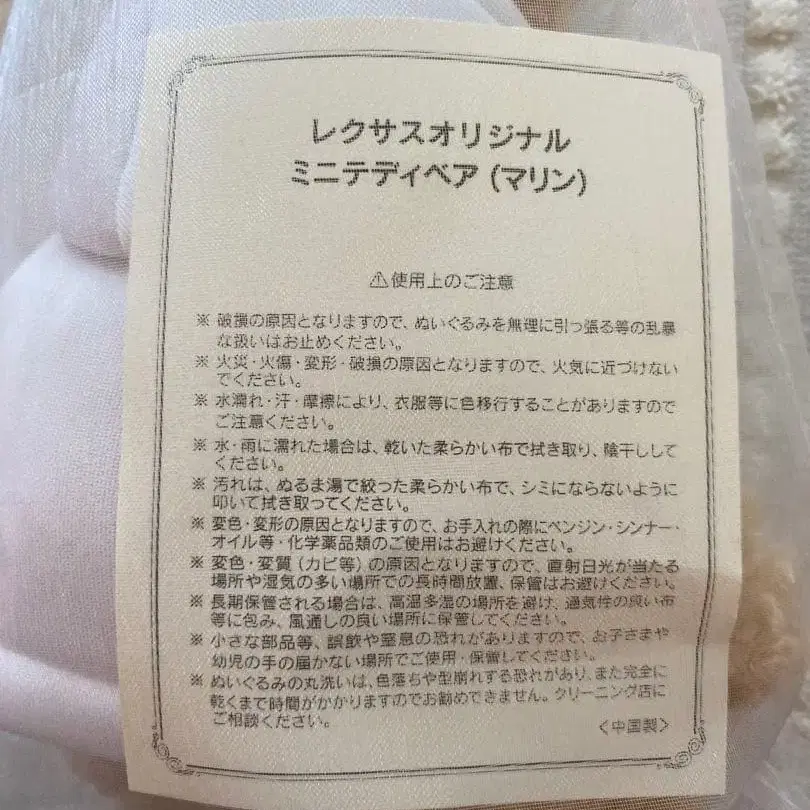 レクサスオリジナル
ミニテディベア（マリン）
⚠使用上のご注意
※ 破損の原因となりますので、ぬいぐるみを無理に引っ張る等の乱暴
な扱いはお止めください。
※ 火災・火傷・変形・破損の原因となりますので、火気に近づけない
でください。
※ 水濡れ・汗・摩擦により、衣服等に色移行することがありますので
ご注意ください。
※ 水・雨に濡れた場合は、乾いた柔らかい布で拭き取り、陰干しして
ください。
※ 汚れは、ぬるま湯で絞った柔らかい布で、シミにならないように
叩いて拭き取ってください。
※ 変色・変形の原因となりますので、お手入れの際にベンジン・シンナー・
オイル等・化学薬品類のご使用はお避けください。
※ 変色・変質（カビ等）の原因となりますので、直射日光が当たる
場所や湿気の多い場所での長時間放置、保管はお避けください。
※ 長期保管される場合は、高温多湿の場所を避け、通気性の良い布
等に包み、風通しの良い場所に保管してください。
※ 小さな部品等、誤飲や窒息の恐れがありますので、お子さまや
幼児の手の届かない場所でご使用・保管してください。
※ ぬいぐるみの丸洗いは、色落ちや型崩れする恐れがあり、また完全に
乾くまで時間がかかりますのでお勧めできません。クリーニング店に
ご相談ください。
〈中国製〉